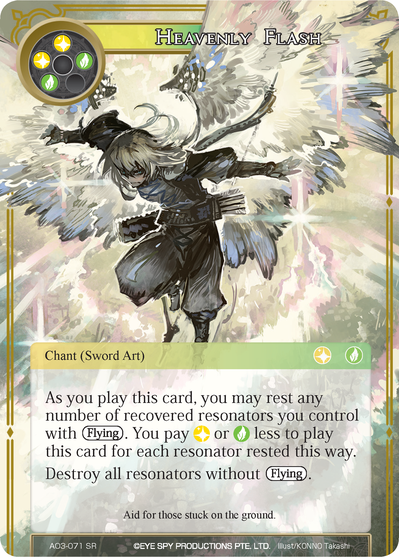 Heavenly Flash
Chant (Sword Art)
As you play this card, you may rest any
number of recovered resonators you control
with Flying. You pay or less to play
this card for each resonator rested this way.
Destroy all resonators without Flying.
Aid for those stuck on the ground.
A03-071 SR
©EYE SPY PRODUCTIONS PTE. LTD. Illust/KONNO Takashi